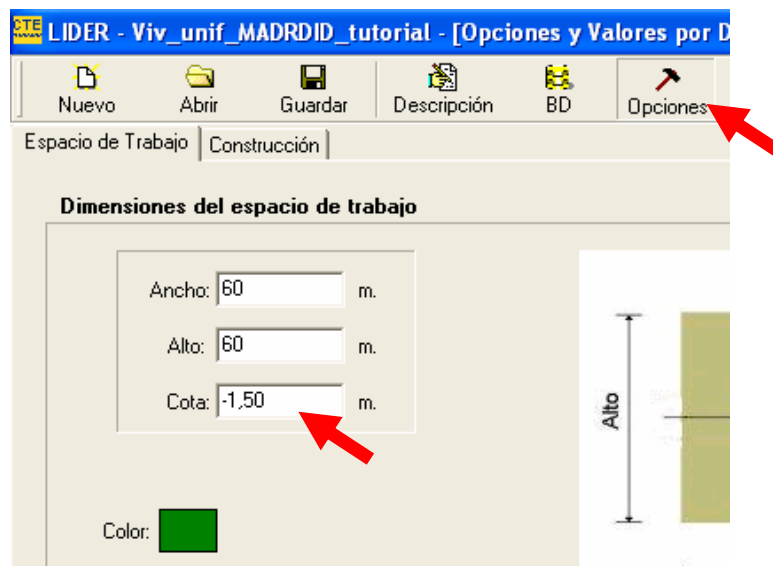 CTE LIDER - Viv_unif_MADRDID_tutorial - [Opciones y Valores por D
Nuevo Abrir Guardar Descripción BD Opciones
Espacio de Trabajo Construcción
Dimensiones del espacio de trabajo
Ancho: 60 m.
Alto: 60 m.
Cota: -1,50 m.
Alto
Color: